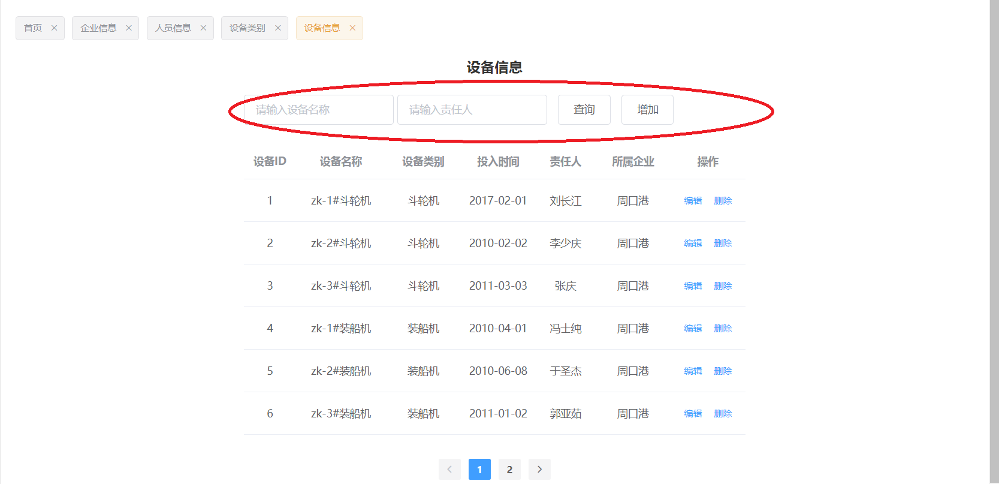 首页 × 企业信息 × 人员信息 × 设备类别 × 设备信息 ×
设备信息
请输入设备名称 请输入责任人 查询 增加
设备ID 设备名称 设备类别 投入时间 责任人 所属企业 操作
1 zk-1#斗轮机 斗轮机 2017-02-01 刘长江 周口港 编辑 删除
2 zk-2#斗轮机 斗轮机 2010-02-02 李少庆 周口港 编辑 删除
3 zk-3#斗轮机 斗轮机 2011-03-03 张庆 周口港 编辑 删除
4 zk-1#装船机 装船机 2010-04-01 冯士纯 周口港 编辑 删除
5 zk-2#装船机 装船机 2010-06-08 于圣杰 周口港 编辑 删除
6 zk-3#装船机 装船机 2011-01-02 郭亚茹 周口港 编辑 删除
< 1 2 >